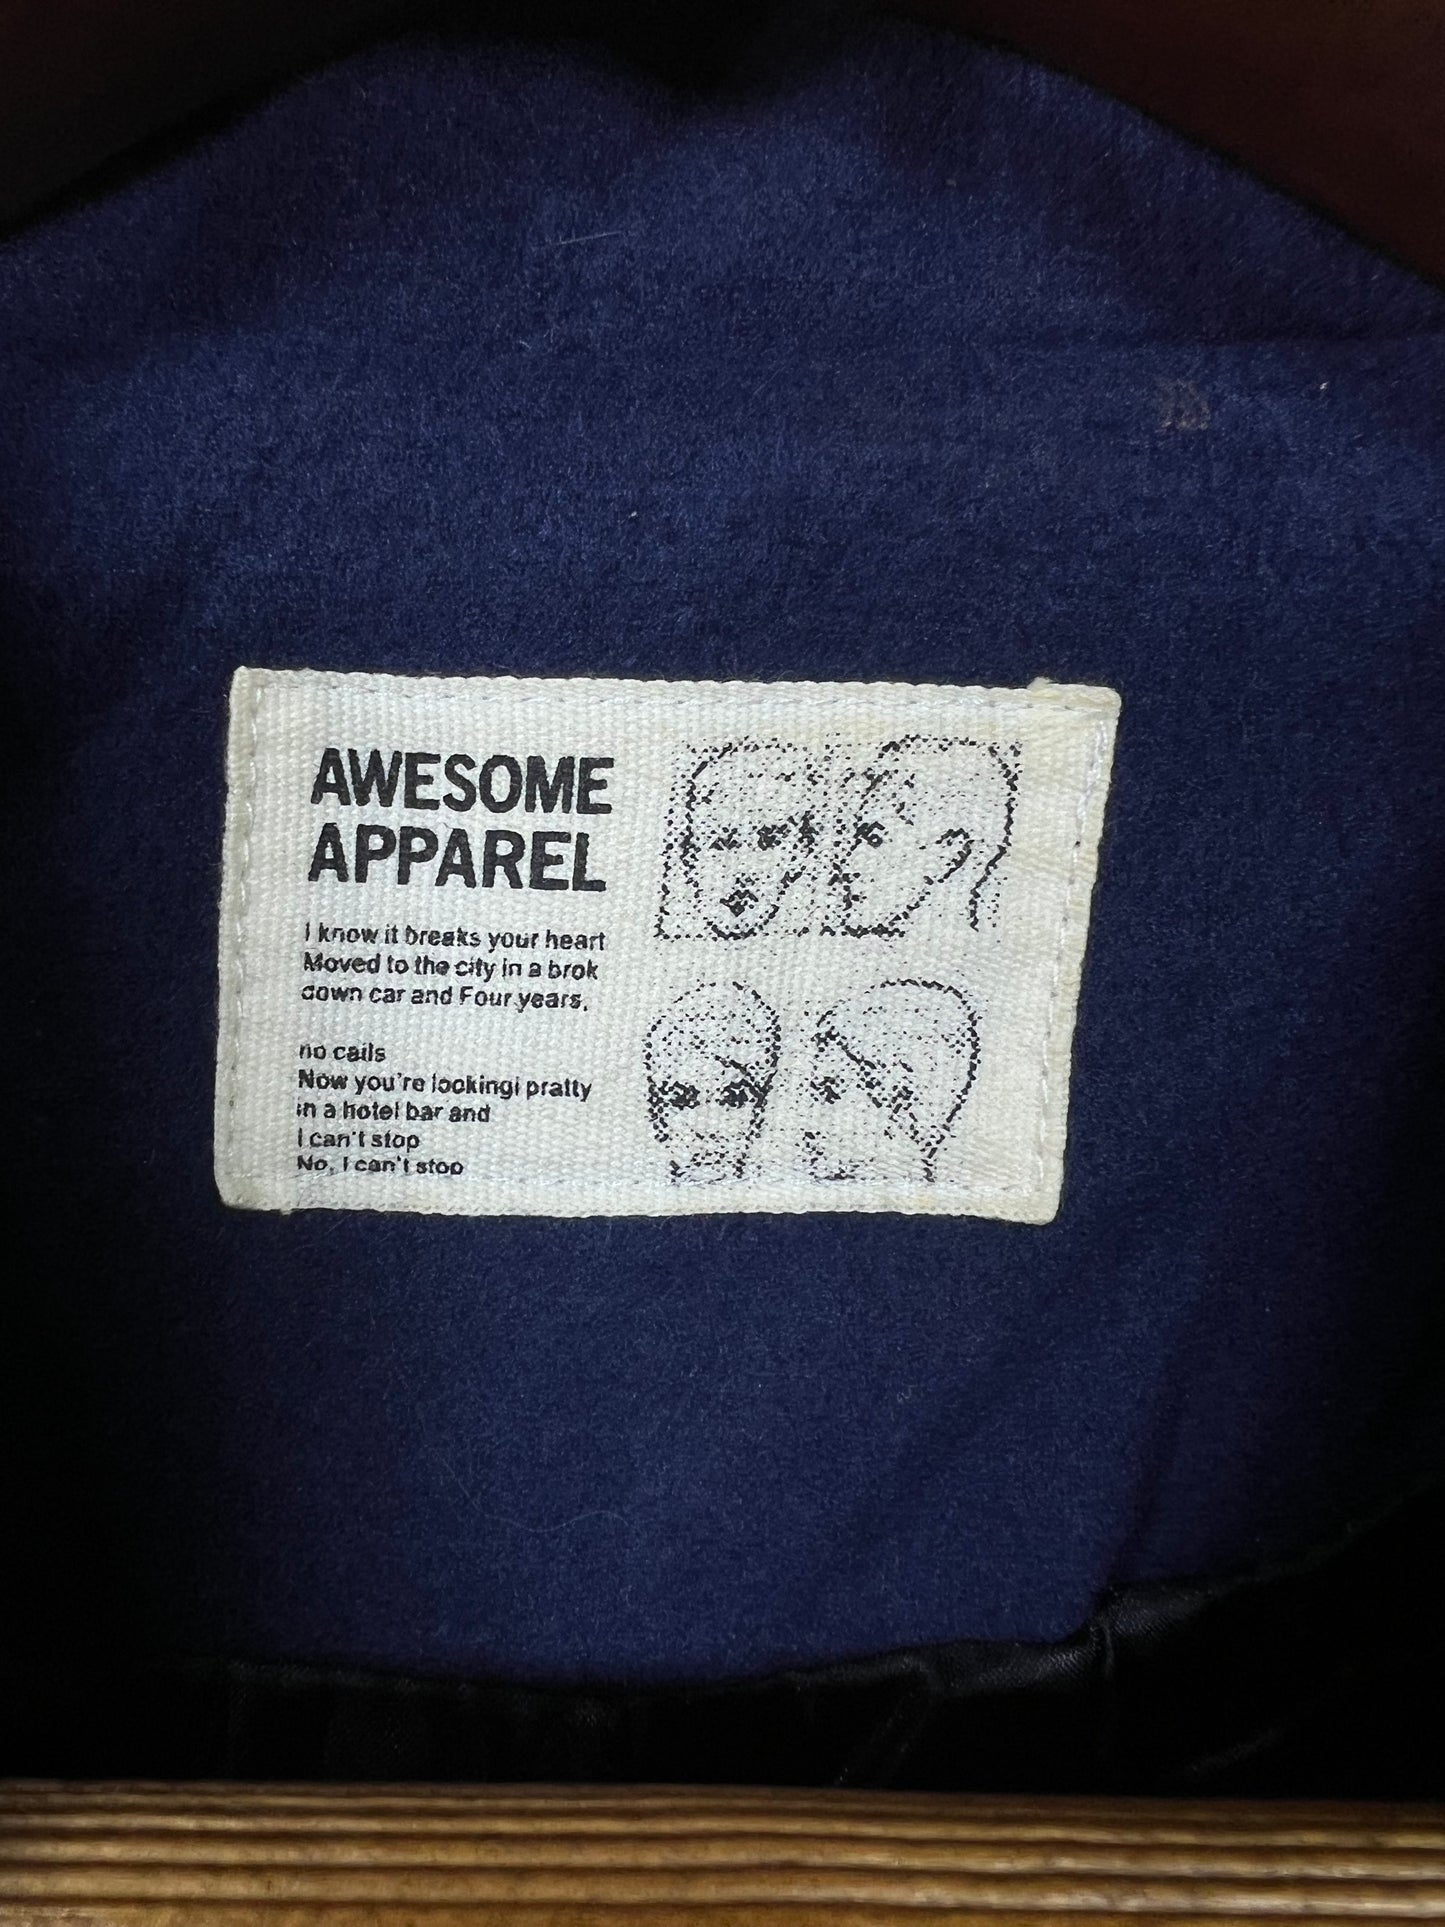 AWESOME
APPAREL
I know it breaks your heart
Moved to the city in a brok
down car and Four years,
no calls
Now you're lookingi pratty
in a hotel bar and
I can't stop
No, I can't stop